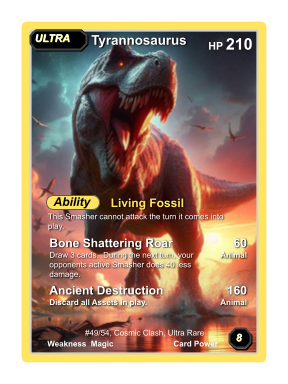 ULTRA
Tyrannosaurus
HP 210
Ability Living Fossil
This Smasher cannot attack the turn it comes into
play.
Bone Shattering Roar 60
Draw 3 cards. During the next turn, your Animal
opponents active Smasher does 40 less
damage.
Ancient Destruction 160
Discard all Assets in play. Animal
#49/54, Cosmic Clash, Ultra Rare
Weakness Magic Card Power 8